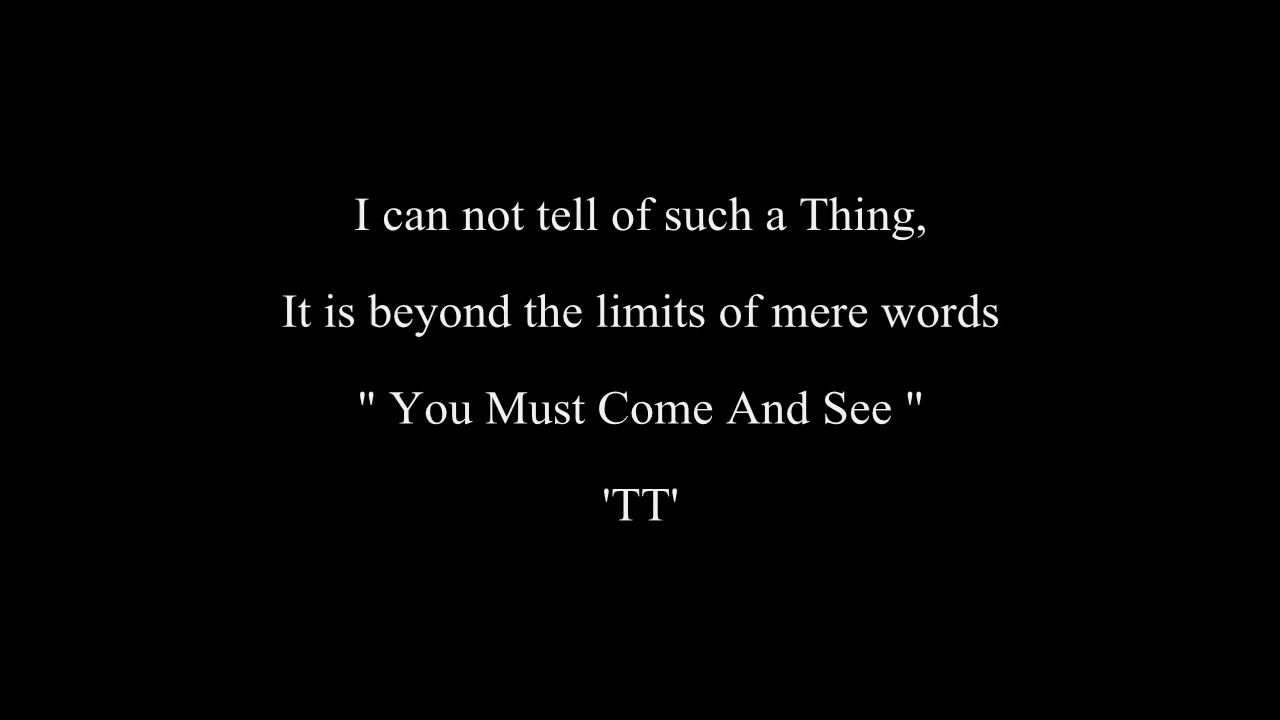 I can not tell of such a Thing,
It is beyond the limits of mere words
" You Must Come And See "
'TT'